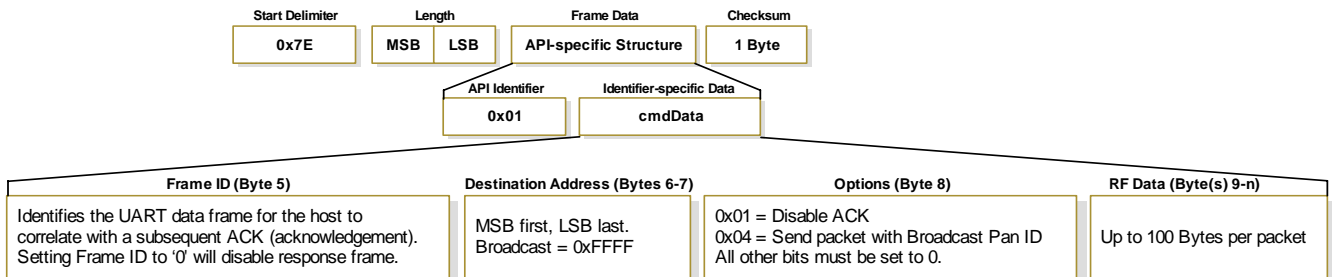 Start Delimiter Length Frame Data Checksum
0x7E MSB LSB API-specific Structure 1 Byte
API Identifier Identifier-specific Data
0x01 cmdData
Frame ID (Byte 5)
Identifies the UART data frame for the host to
correlate with a subsequent ACK (acknowledgement).
Setting Frame ID to ‘0’ will disable response frame.
Destination Address (Bytes 6-7)
MSB first, LSB last.
Broadcast = 0xFFFF
Options (Byte 8)
0x01 = Disable ACK
0x04 = Send packet with Broadcast Pan ID
All other bits must be set to 0.
RF Data (Byte(s) 9-n)
Up to 100 Bytes per packet